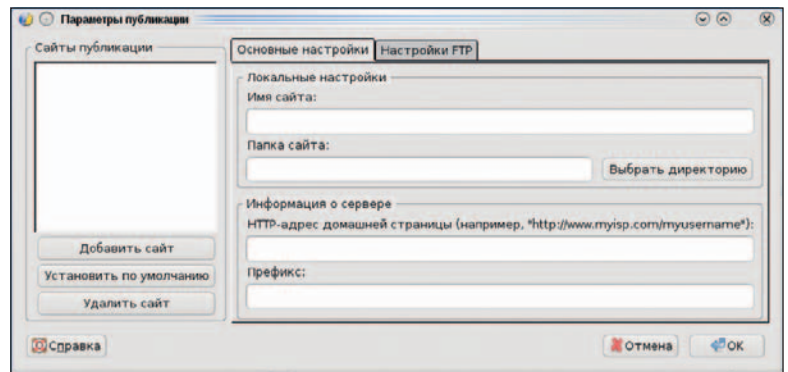 Параметры публикации
Сайты публикации
Добавить сайт
Установить по умолчанию
Удалить сайт
Основные настройки
Настройки FTP
Локальные настройки
Имя сайта:
Папка сайта:
Выбрать директорию
Информация о сервере
HTTP-адрес домашней страницы (например, "http://www.myisp.com/myusername"):
Префикс:
Справка
Отмена
ОК